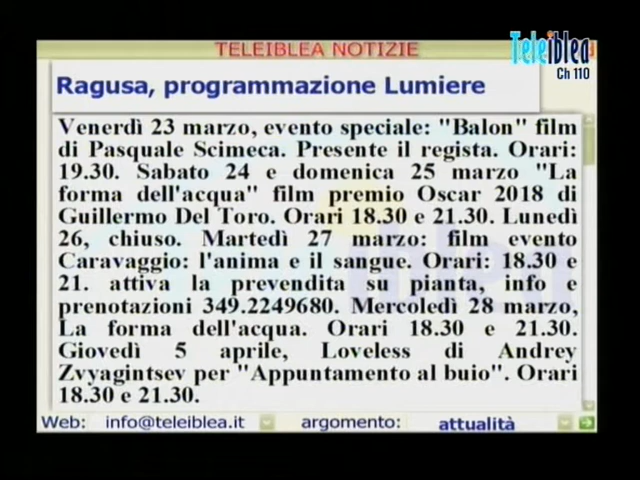 TELEIBLEA NOTIZIE
Teleiblea
Ch 110
Ragusa, programmazione Lumiere
Venerdì 23 marzo, evento speciale: "Balon" film
di Pasquale Scimeca. Presente il regista. Orari:
19.30. Sabato 24 e domenica 25 marzo "La
forma dell'acqua" film premio Oscar 2018 di
Guillermo Del Toro. Orari 18.30 e 21.30. Lunedì
26, chiuso. Martedì 27 marzo: film evento
Caravaggio: l'anima e il sangue. Orari: 18.30 e
21. attiva la prevendita su pianta, info e
prenotazioni 349.2249680. Mercoledì 28 marzo,
La forma dell'acqua. Orari 18.30 e 21.30.
Giovedì 5 aprile, Loveless di Andrey
Zvyagintsev per "Appuntamento al buio". Orari
18.30 e 21.30.
Web: info@teleiblea.it argomento: attualità